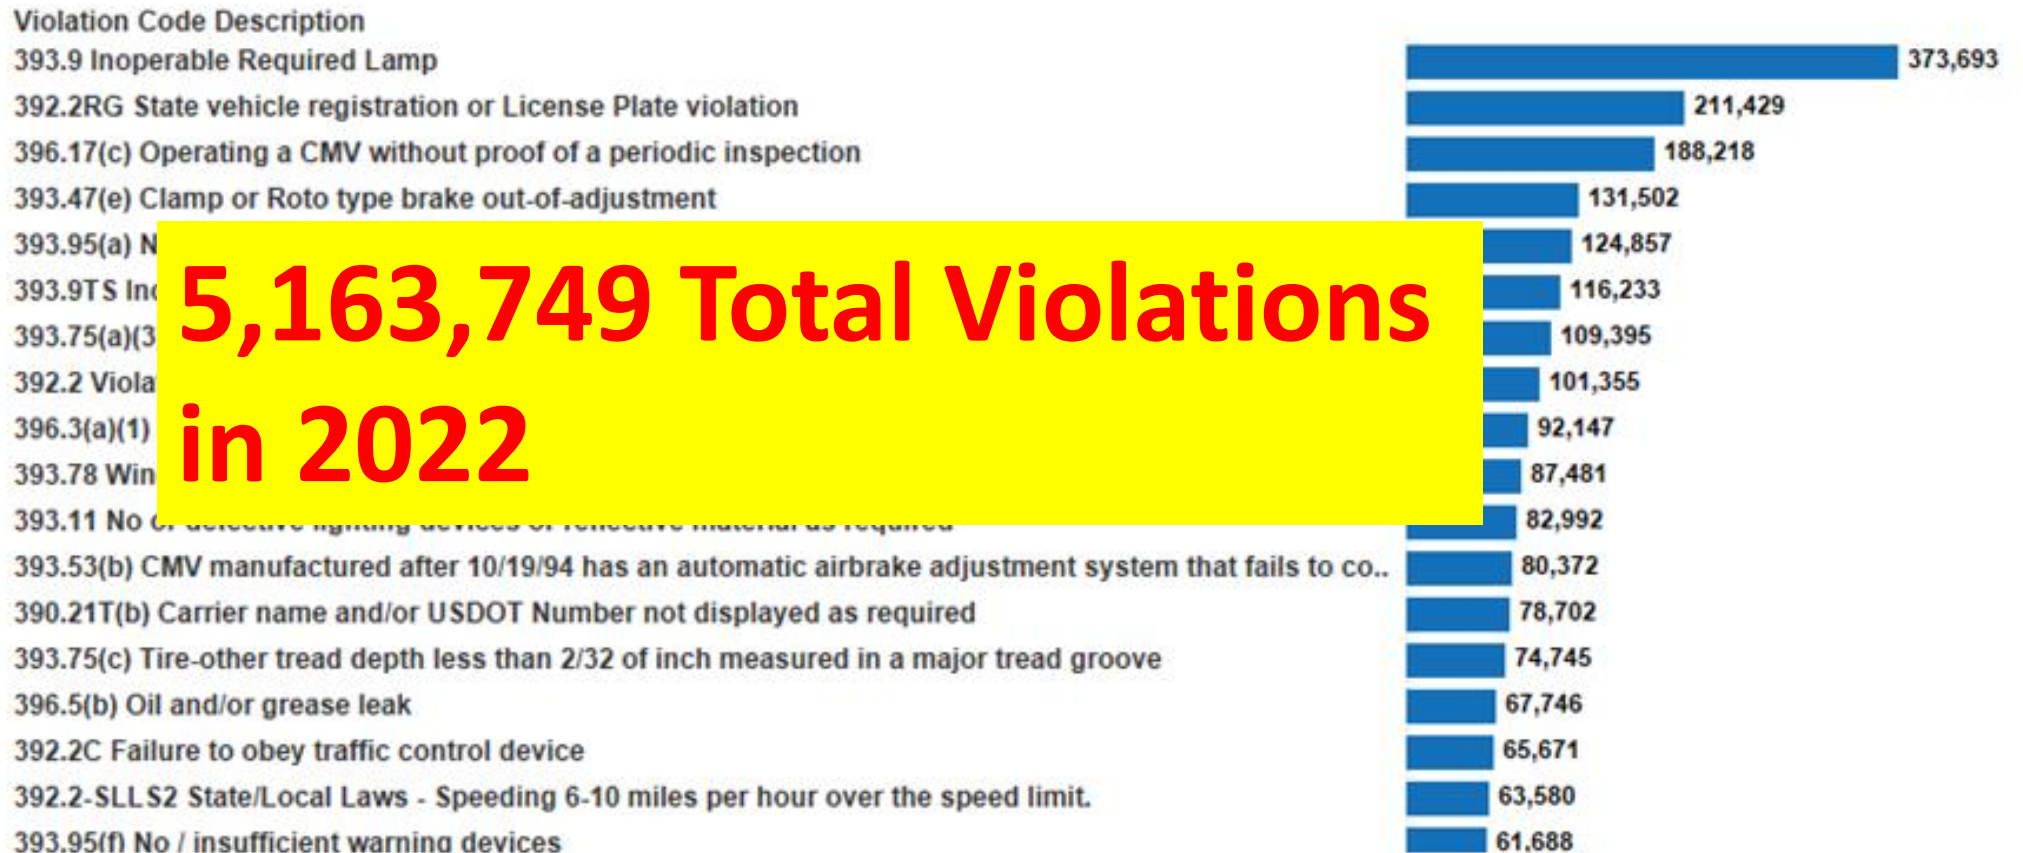 Violation Code Description
393.9 Inoperable Required Lamp 373,693
392.2RG State vehicle registration or License Plate violation 211,429
396.17(c) Operating a CMV without proof of a periodic inspection 188,218
393.47(e) Clamp or Roto type brake out-of-adjustment 131,502
393.95(a) N 124,857
393.9TS Inc 116,233
393.75(a)(3 109,395
392.2 Viola 101,355
396.3(a)(1) 92,147
393.78 Win 87,481
5,163,749 Total Violations
in 2022
393.11 No or defective lighting devices or reflective material as required 82,992
393.53(b) CMV manufactured after 10/19/94 has an automatic airbrake adjustment system that fails to co.. 80,372
390.21T(b) Carrier name and/or USDOT Number not displayed as required 78,702
393.75(c) Tire-other tread depth less than 2/32 of inch measured in a major tread groove 74,745
396.5(b) Oil and/or grease leak 67,746
392.2C Failure to obey traffic control device 65,671
392.2-SLLS2 State/Local Laws - Speeding 6-10 miles per hour over the speed limit. 63,580
393.95(f) No / insufficient warning devices 61,688